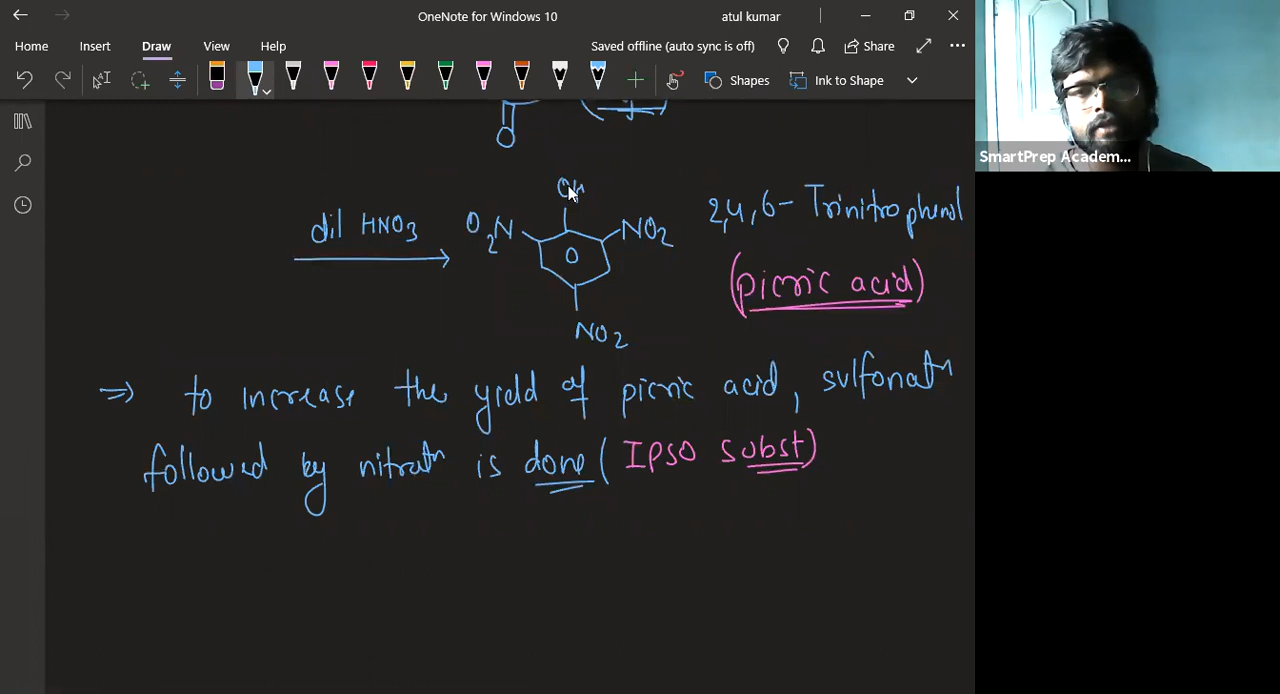 OneNote for Windows 10
atul kumar
Home Insert Draw View Help
Saved offline (auto sync is off)
Share
Shapes
Ink to Shape
SmartPrep Academ...
OH
dil HNO3
O2N
NO2
NO2
2,4,6- Trinitrophenol
(picric acid)
⇒ to increase the yield of picric acid, sulfonatn
followed by nitratn is done (IPSO subst)